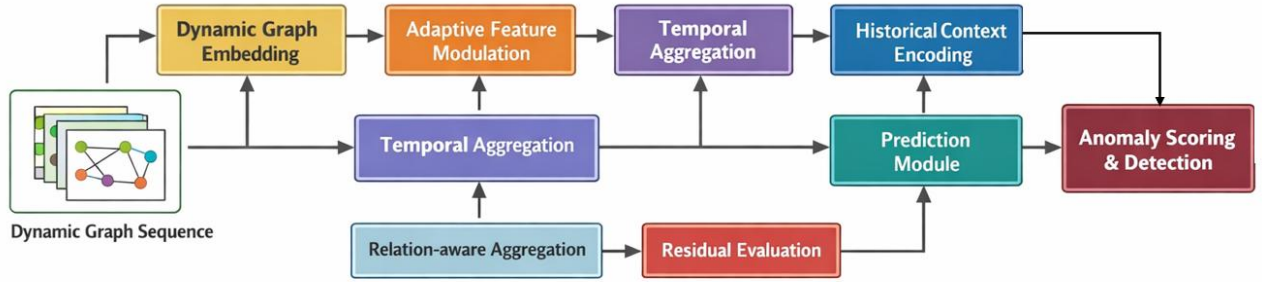 Dynamic Graph
Embedding
Adaptive Feature
Modulation
Temporal
Aggregation
Historical Context
Encoding
Temporal Aggregation
Prediction
Module
Anomaly Scoring
& Detection
Dynamic Graph Sequence
Relation-aware Aggregation
Residual Evaluation